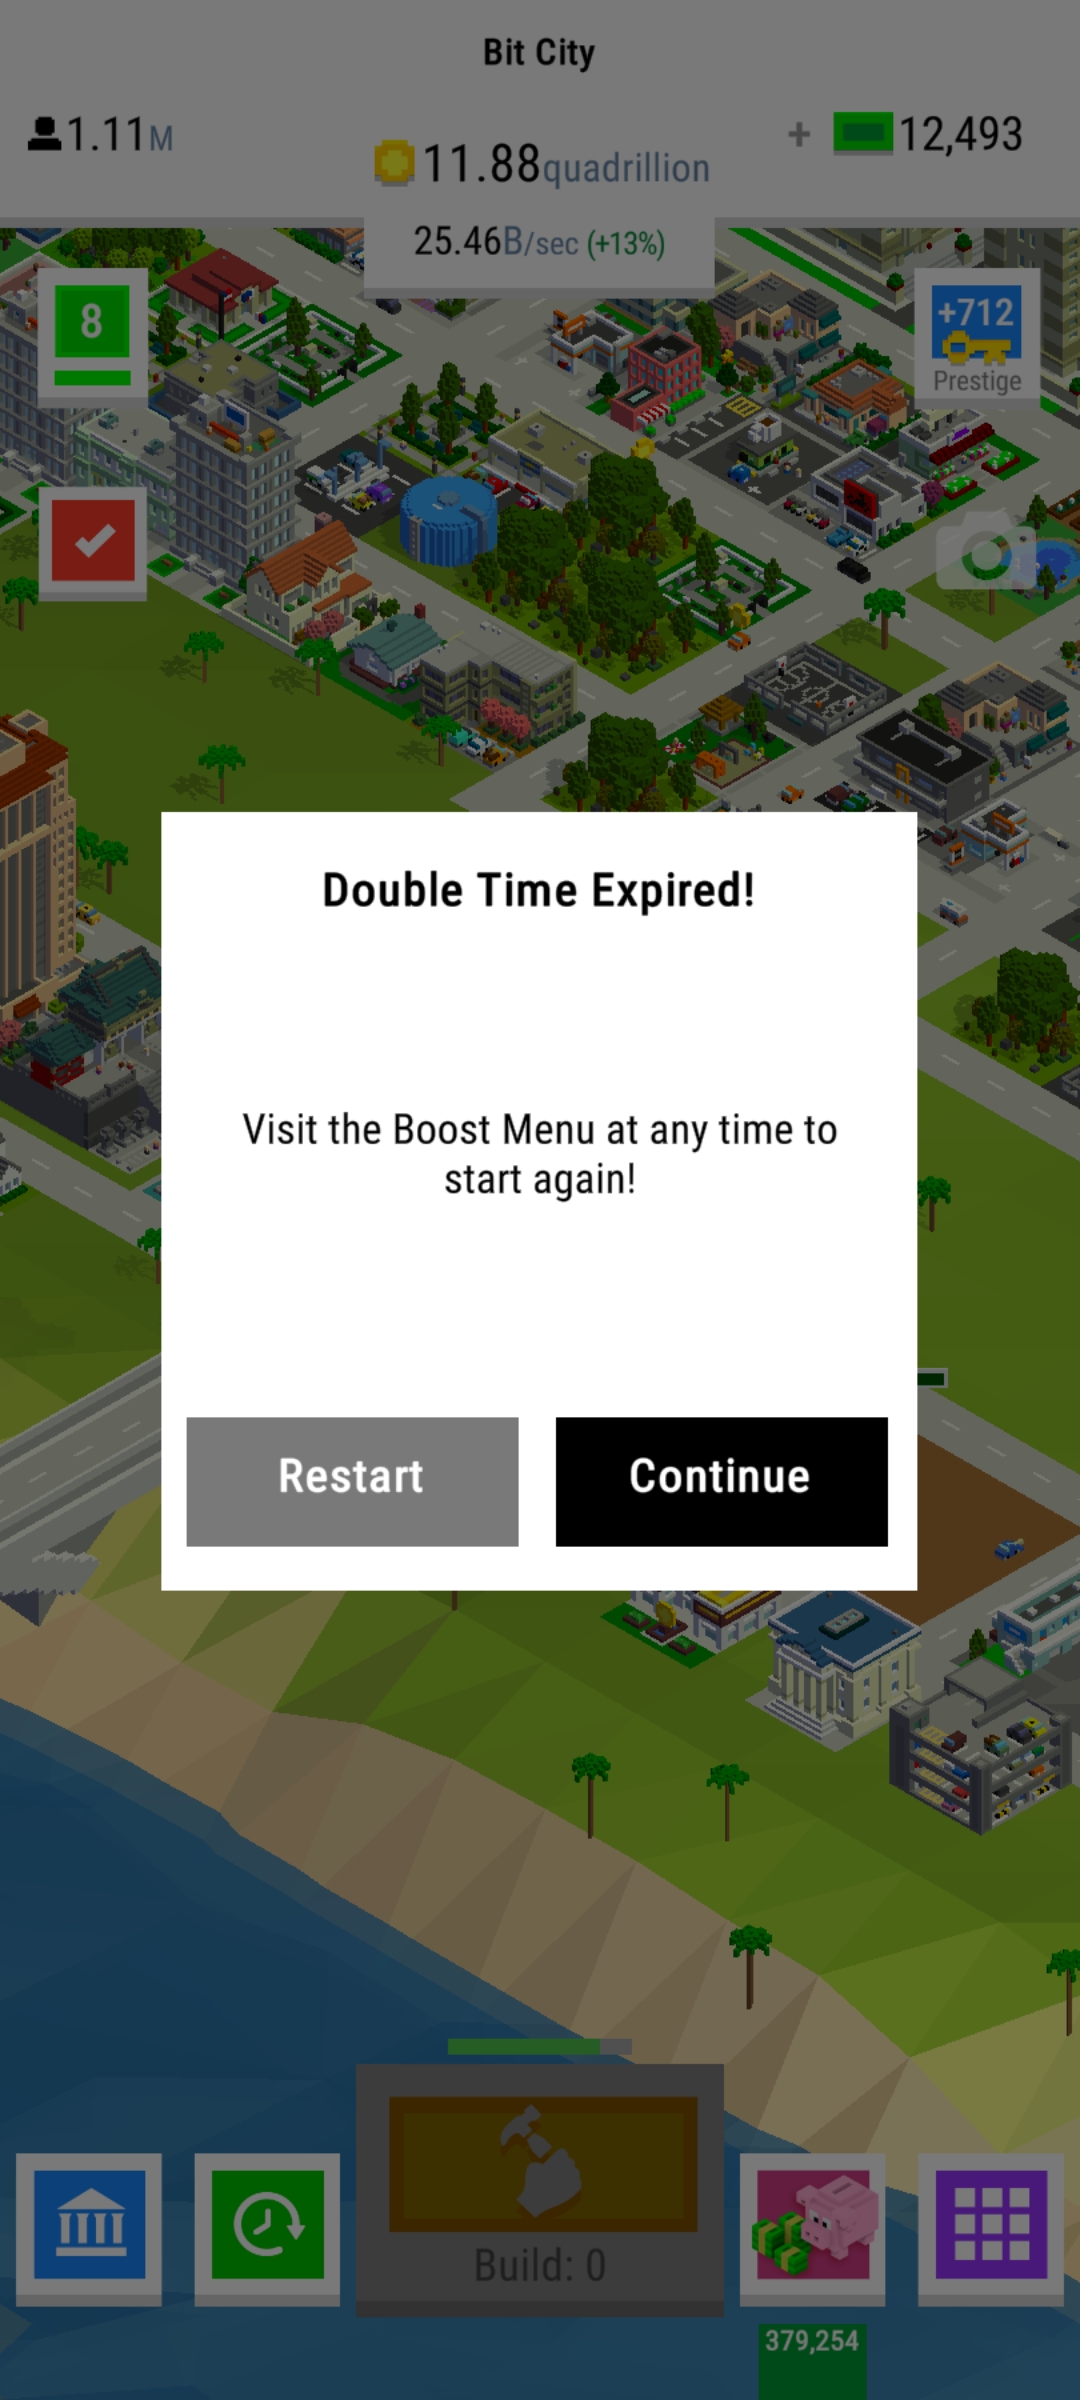 Bit City
1.11M
11.88quadrillion
+ 12,493
25.46B/sec (+13%)
8
+712
Prestige
Double Time Expired!
Visit the Boost Menu at any time to
start again!
Restart
Continue
Build: 0
379,254